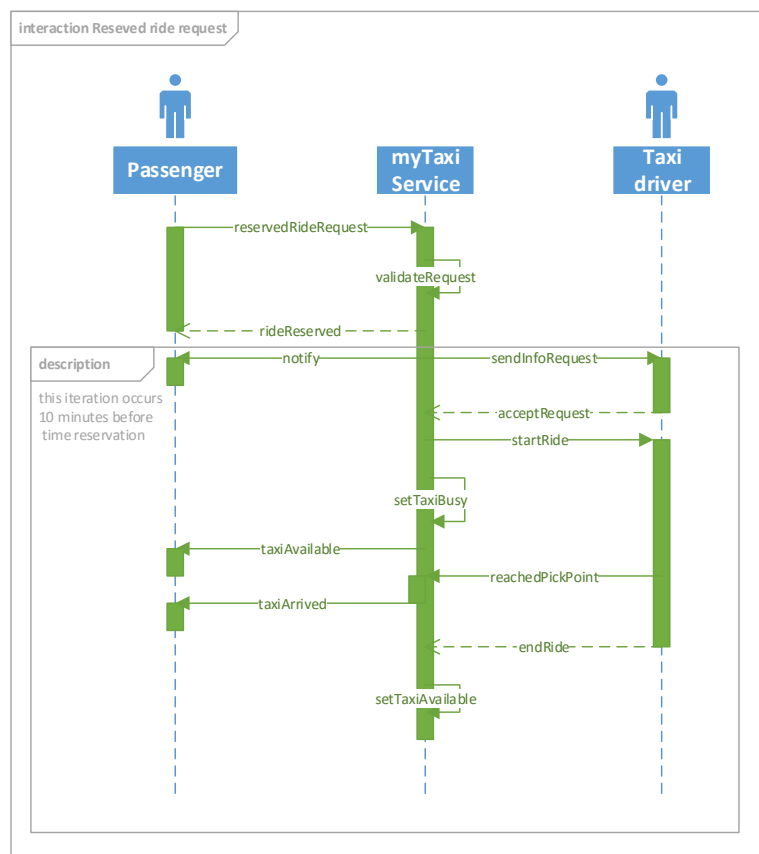 interaction Reseved ride request
Passenger
myTaxi
Service
Taxi
driver
reservedRideRequest
validateRequest
rideReserved
description
notify
sendInfoRequest
this iteration occurs
10 minutes before
time reservation
acceptRequest
startRide
setTaxiBusy
taxiAvailable
reachedPickPoint
taxiArrived
endRide
setTaxiAvailable